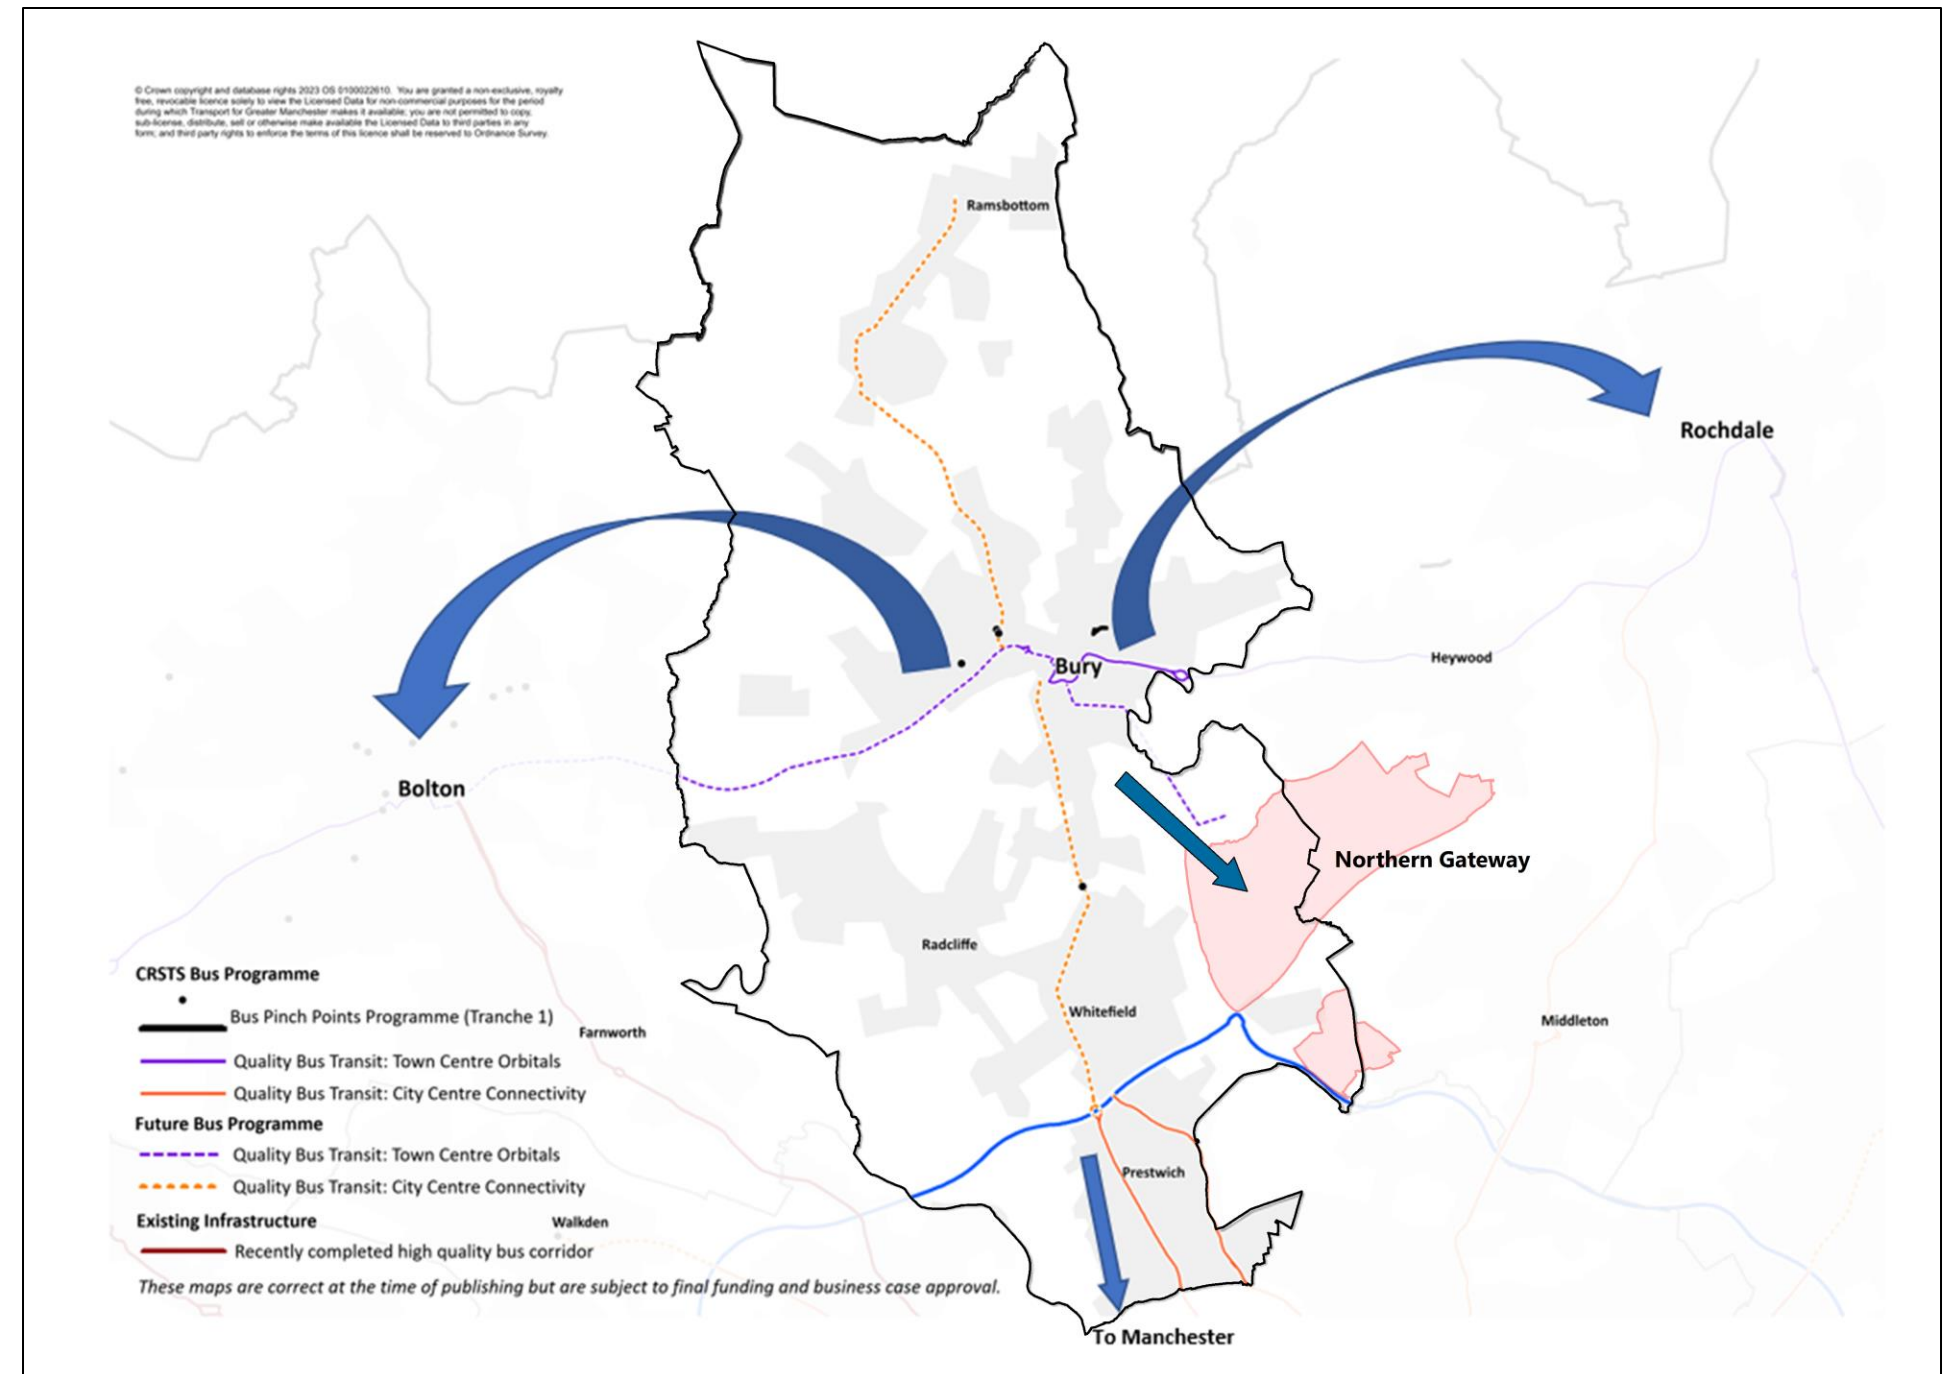 © Crown copyright and database rights 2023 OS 0100022610. You are granted a non-exclusive, royalty
free, revocable licence solely to view the Licensed Data for non-commercial purposes for the period
during which Transport for Greater Manchester makes it available; you are not permitted to copy,
sub-license, distribute, sell or otherwise make available the Licensed Data to third parties in any
form; and third party rights to enforce the terms of this licence shall be reserved to Ordnance Survey.
Ramsbottom
Rochdale
Bury
Heywood
Bolton
Northern Gateway
Radcliffe
Whitefield
Middleton
Farnworth
Prestwich
Walkden
To Manchester
CRSTS Bus Programme
Bus Pinch Points Programme (Tranche 1)
Quality Bus Transit: Town Centre Orbitals
Quality Bus Transit: City Centre Connectivity
Future Bus Programme
Quality Bus Transit: Town Centre Orbitals
Quality Bus Transit: City Centre Connectivity
Existing Infrastructure
Recently completed high quality bus corridor
These maps are correct at the time of publishing but are subject to final funding and business case approval.